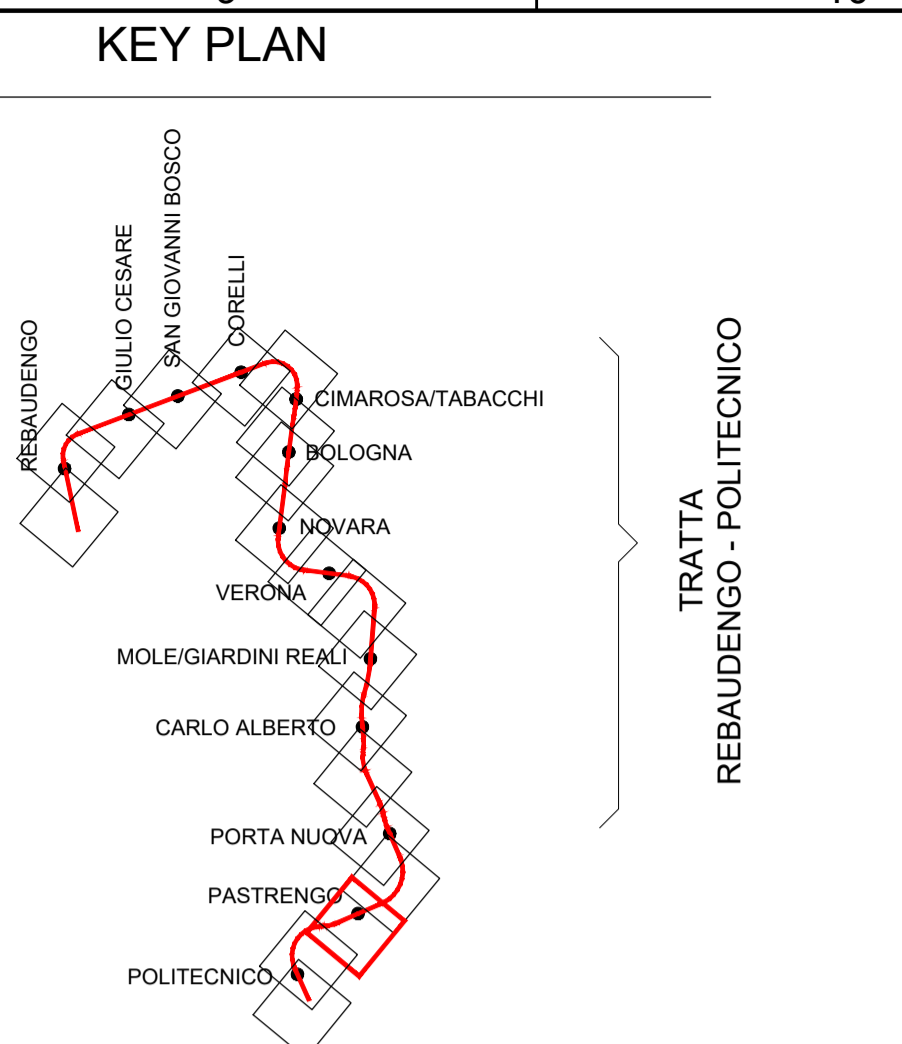 KEY PLAN
REBAUDENGO
GIULIO CESARE
SAN GIOVANNI BOSCO
CORELLI
CIMAROSA/TABACCHI
BOLOGNA
NOVARA
VERONA
MOLE/GIARDINI REALI
CARLO ALBERTO
PORTA NUOVA
PASTRENGO
POLITECNICO
TRATTA
REBAUDENGO - POLITECNICO